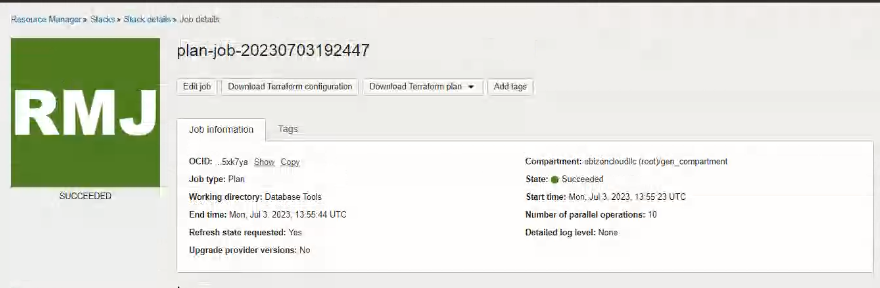 Resource Manager » Stacks » Stack details » Job details
RMJ
SUCCEEDED
plan-job-20230703192447
Edit job Download Terraform configuration Download Terraform plan Add tags
Job information Tags
OCID: ...5xk7ya Show Copy
Job type: Plan
Working directory: Database Tools
End time: Mon, Jul 3, 2023, 13:55:44 UTC
Refresh state requested: Yes
Upgrade provider versions: No
Compartment: ebizoncloudllc (root)/gen_compartment
State: Succeeded
Start time: Mon, Jul 3, 2023, 13:55:23 UTC
Number of parallel operations: 10
Detailed log level: None